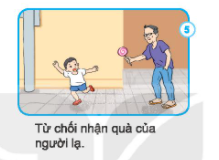 5
Từ chối nhận quà của
người lạ.